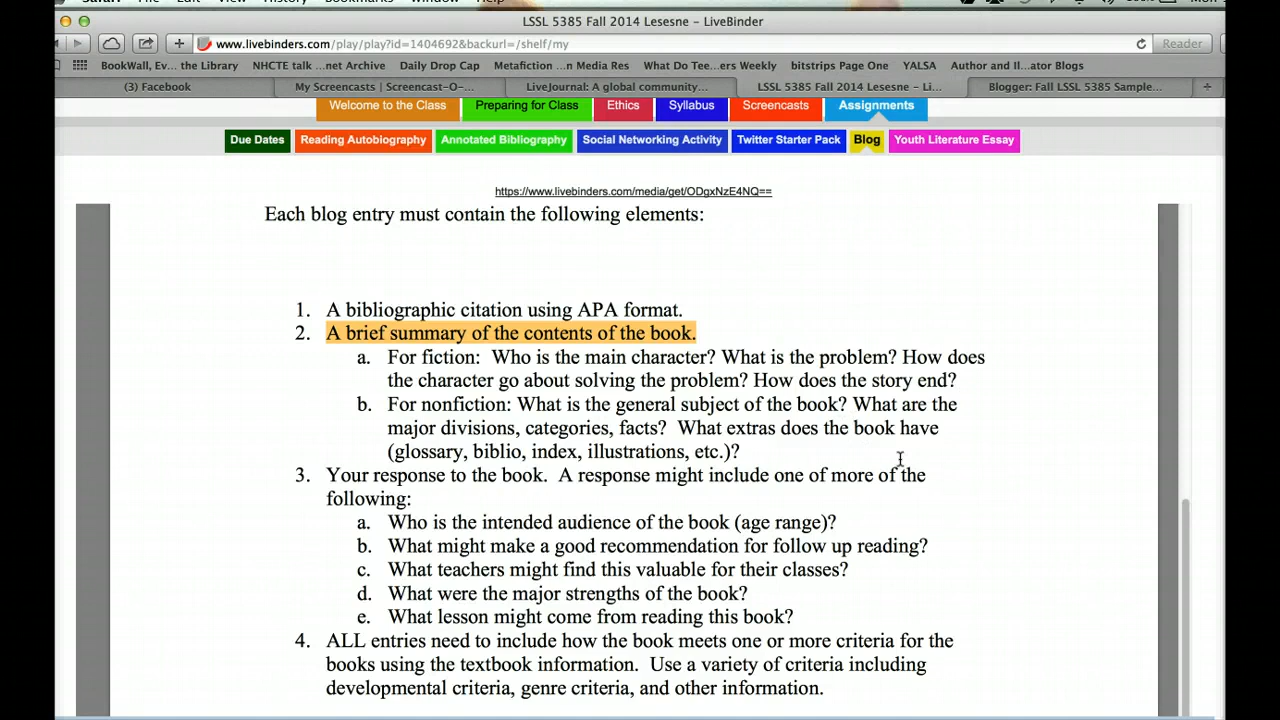 Safari File Edit View History Bookmarks Window Help
LSSL 5385 Fall 2014 Lesesne - LiveBinder
www.livebinders.com/play/play?id=1404692&backurl=/shelf/my
Reader
BookWall, Ev... the Library NHCTE talk ...net Archive Daily Drop Cap Metafiction ...n Media Res What Do Tee...ers Weekly bitstrips Page One YALSA Author and Il...ator Blogs
(3) Facebook My Screencasts | Screencast-O-... LiveJournal: A global community... LSSL 5385 Fall 2014 Lesesne - Li... Blogger: Fall LSSL 5385 Sample...
Welcome to the Class Preparing for Class Ethics Syllabus Screencasts Assignments
Due Dates Reading Autobiography Annotated Bibliography Social Networking Activity Twitter Starter Pack Blog Youth Literature Essay
https://www.livebinders.com/media/get/ODgxNzE4NQ==
Each blog entry must contain the following elements:
1. A bibliographic citation using APA format.
2. A brief summary of the contents of the book.
a. For fiction: Who is the main character? What is the problem? How does
the character go about solving the problem? How does the story end?
b. For nonfiction: What is the general subject of the book? What are the
major divisions, categories, facts? What extras does the book have
(glossary, biblio, index, illustrations, etc.)?
3. Your response to the book. A response might include one of more of the
following:
a. Who is the intended audience of the book (age range)?
b. What might make a good recommendation for follow up reading?
c. What teachers might find this valuable for their classes?
d. What were the major strengths of the book?
e. What lesson might come from reading this book?
4. ALL entries need to include how the book meets one or more criteria for the
books using the textbook information. Use a variety of criteria including
developmental criteria, genre criteria, and other information.